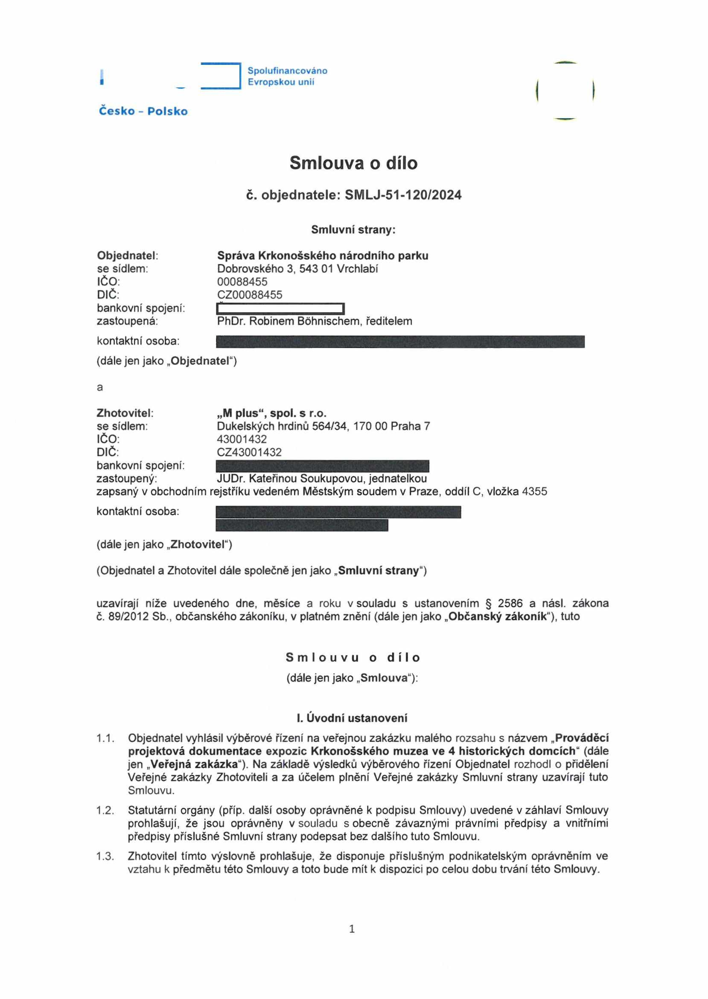 Spolufinancováno
Evropskou unií
Česko – Polsko
Smlouva o dílo
č. objednatele: SMLJ-51-120/2024
Smluvní strany:
Objednatel: Správa Krkonošského národního parku
se sídlem: Dobrovského 3, 543 01 Vrchlabí
IČO: 00088455
DIČ: CZ00088455
bankovní spojení:
zastoupená: PhDr. Robinem Böhnischem, ředitelem
kontaktní osoba:
(dále jen jako „Objednatel“)
a
Zhotovitel: „M plus“, spol. s r.o.
se sídlem: Dukelských hrdinů 564/34, 170 00 Praha 7
IČO: 43001432
DIČ: CZ43001432
bankovní spojení:
zastoupený: JUDr. Kateřinou Soukupovou, jednatelkou
zapsaný v obchodním rejstříku vedeném Městským soudem v Praze, oddíl C, vložka 4355
kontaktní osoba:
(dále jen jako „Zhotovitel“)
(Objednatel a Zhotovitel dále společně jen jako „Smluvní strany“)
uzavírají níže uvedeného dne, měsíce a roku v souladu s ustanovením § 2586 a násl. zákona
č. 89/2012 Sb., občanského zákoníku, v platném znění (dále jen jako „Občanský zákoník“), tuto
Smlouvu o dílo
(dále jen jako „Smlouva“):
I. Úvodní ustanovení
1.1. Objednatel vyhlásil výběrové řízení na veřejnou zakázku malého rozsahu s názvem „Prováděcí
projektová dokumentace expozic Krkonošského muzea ve 4 historických domcích“ (dále
jen „Veřejná zakázka“). Na základě výsledků výběrového řízení Objednatel rozhodl o přidělení
Veřejné zakázky Zhotoviteli a za účelem plnění Veřejné zakázky Smluvní strany uzavírají tuto
Smlouvu.
1.2. Statutární orgány (příp. další osoby oprávněné k podpisu Smlouvy) uvedené v záhlaví Smlouvy
prohlašují, že jsou oprávněny v souladu s obecně závaznými právními předpisy a vnitřními
předpisy příslušné Smluvní strany podepsat bez dalšího tuto Smlouvu.
1.3. Zhotovitel tímto výslovně prohlašuje, že disponuje příslušným podnikatelským oprávněním ve
vztahu k předmětu této Smlouvy a toto bude mít k dispozici po celou dobu trvání této Smlouvy.
1